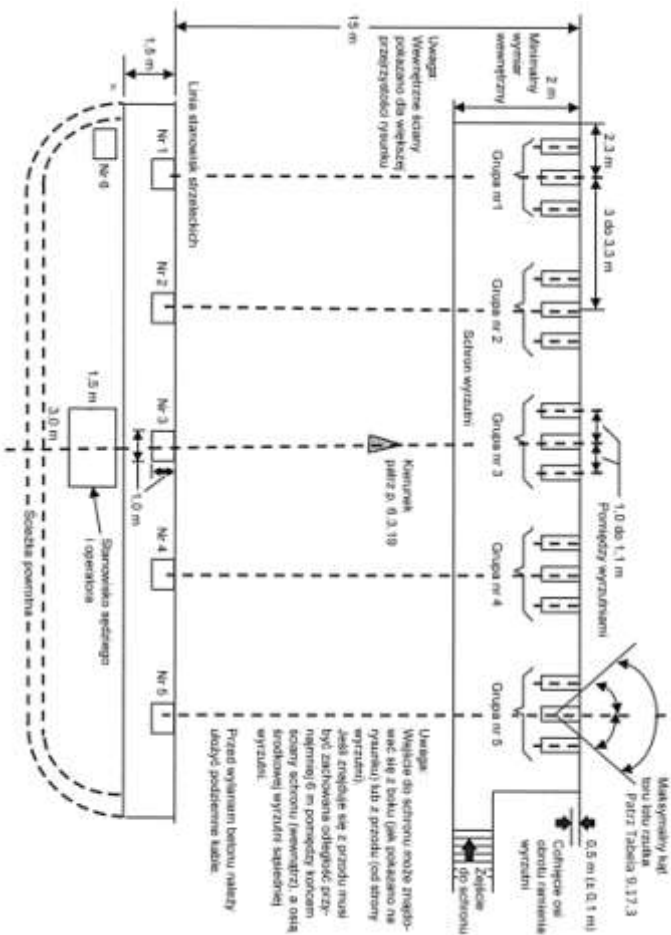 2,3 m
3 do 3,3 m
1,0 do 1,1 m
Pomiędzy wyrzutniami
Maksymalny kąt
toru lotu rzutka
Patrz Tabela 9.17.3
0,5 m (± 0,1 m)
Cofnięcie osi
obrotu ramienia
wyrzutni
2 m
Minimalny
wymiar
wewnętrzny
Grupa nr1
Grupa nr 2
Grupa nr 3
Grupa nr 4
Grupa nr 5
Schron wyrzutni
Zejście
do schronu
15 m
Uwaga:
Wewnętrzne ściany
pokazano dla większej
przejrzystości rysunku
Kierunek
patrz p. 6.3.19
Uwaga:
Wejście do schronu może znajdo-
wać się z boku (jak pokazano na
rysunku) lub z przodu (od strony
wyrzutni).
Jeśli znajduje się z przodu musi
być zachowana odległość przy-
najmniej 6 m pomiędzy końcem
ściany schronu (wewnątrz), a osią
środkowej wyrzutni sąsiedniej
wyrzutni.
Przed wylaniem betonu należy
ułożyć podziemne kable.
Linia stanowisk strzeleckich
1,5 m
Nr 1
Nr 2
Nr 3
Nr 4
Nr 5
Nr 6
1,0 m
1,5 m
3,0 m
Stanowisko sędziego
i operatora
Ścieżka powrotna